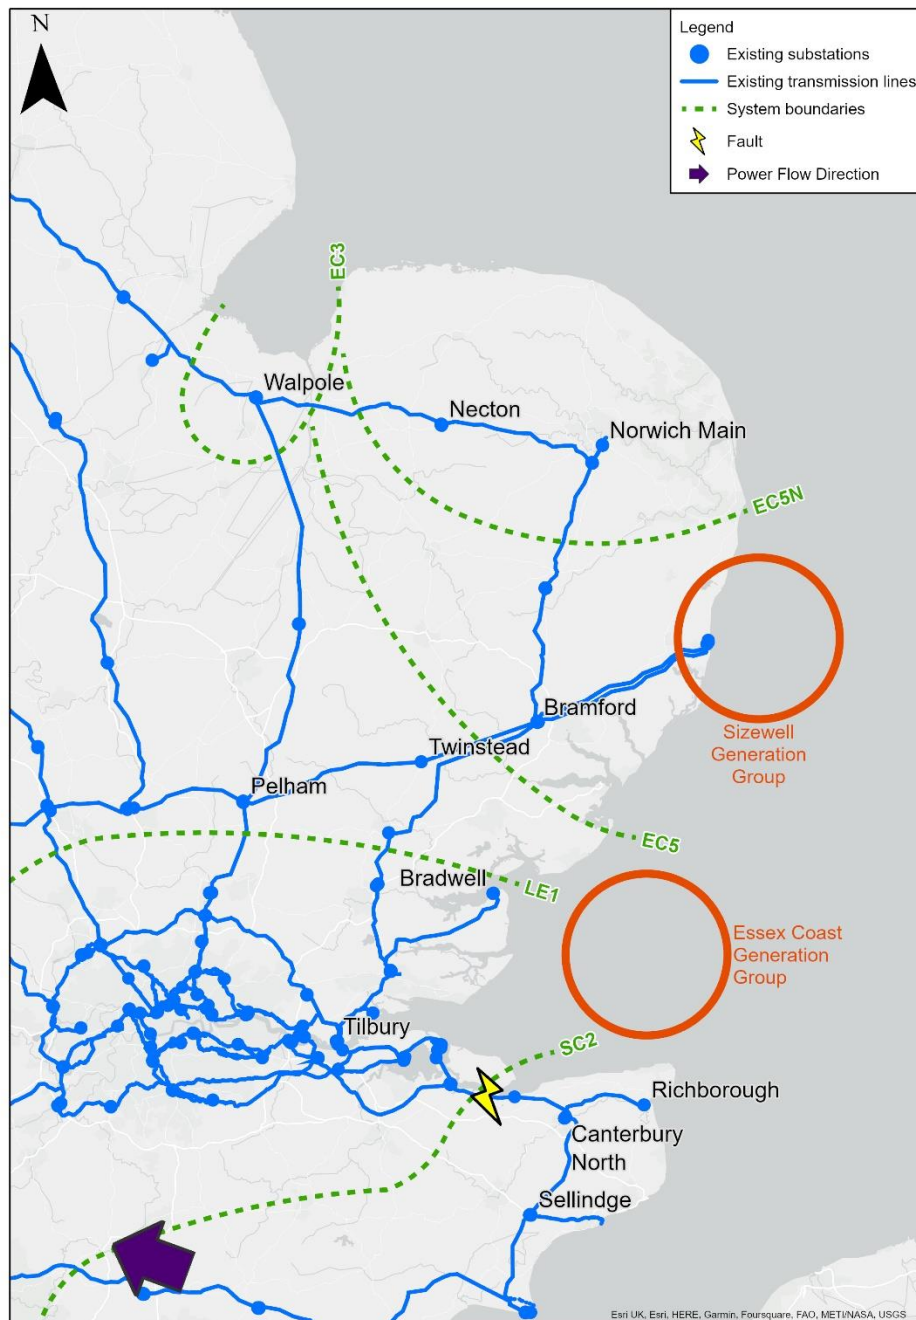 N
Legend
Existing substations
Existing transmission lines
System boundaries
Fault
Power Flow Direction
EC3
Walpole
Necton
Norwich Main
EC5N
Bramford
Sizewell
Generation
Group
Twinstead
Pelham
EC5
Bradwell
LE1
Essex Coast
Generation
Group
Tilbury
SC2
Richborough
Canterbury
North
Sellindge
Esri UK, Esri, HERE, Garmin, Foursquare, FAO, METI/NASA, USGS